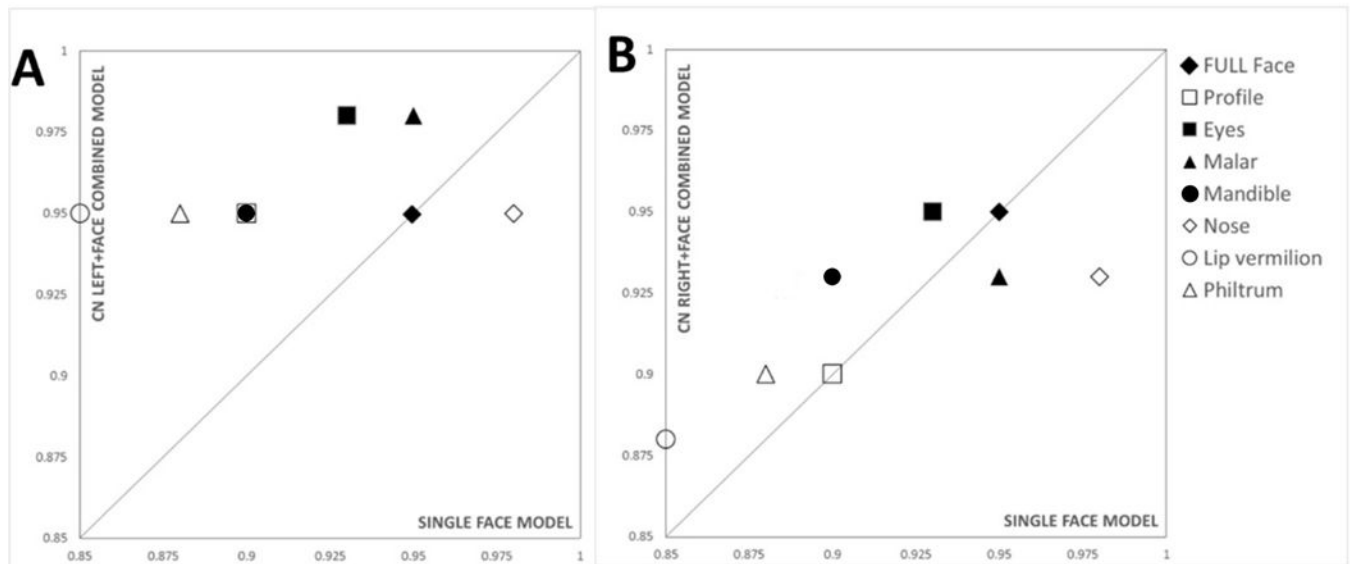 A
CN LEFT+FACE COMBINED MODEL
1
0.975
0.95
0.925
0.9
0.875
0.85
SINGLE FACE MODEL
0.85 0.875 0.9 0.925 0.95 0.975 1
B
CN RIGHT+FACE COMBINED MODEL
1
0.975
0.95
0.925
0.9
0.875
0.85
SINGLE FACE MODEL
0.85 0.875 0.9 0.925 0.95 0.975 1
FULL Face
Profile
Eyes
Malar
Mandible
Nose
Lip vermilion
Philtrum